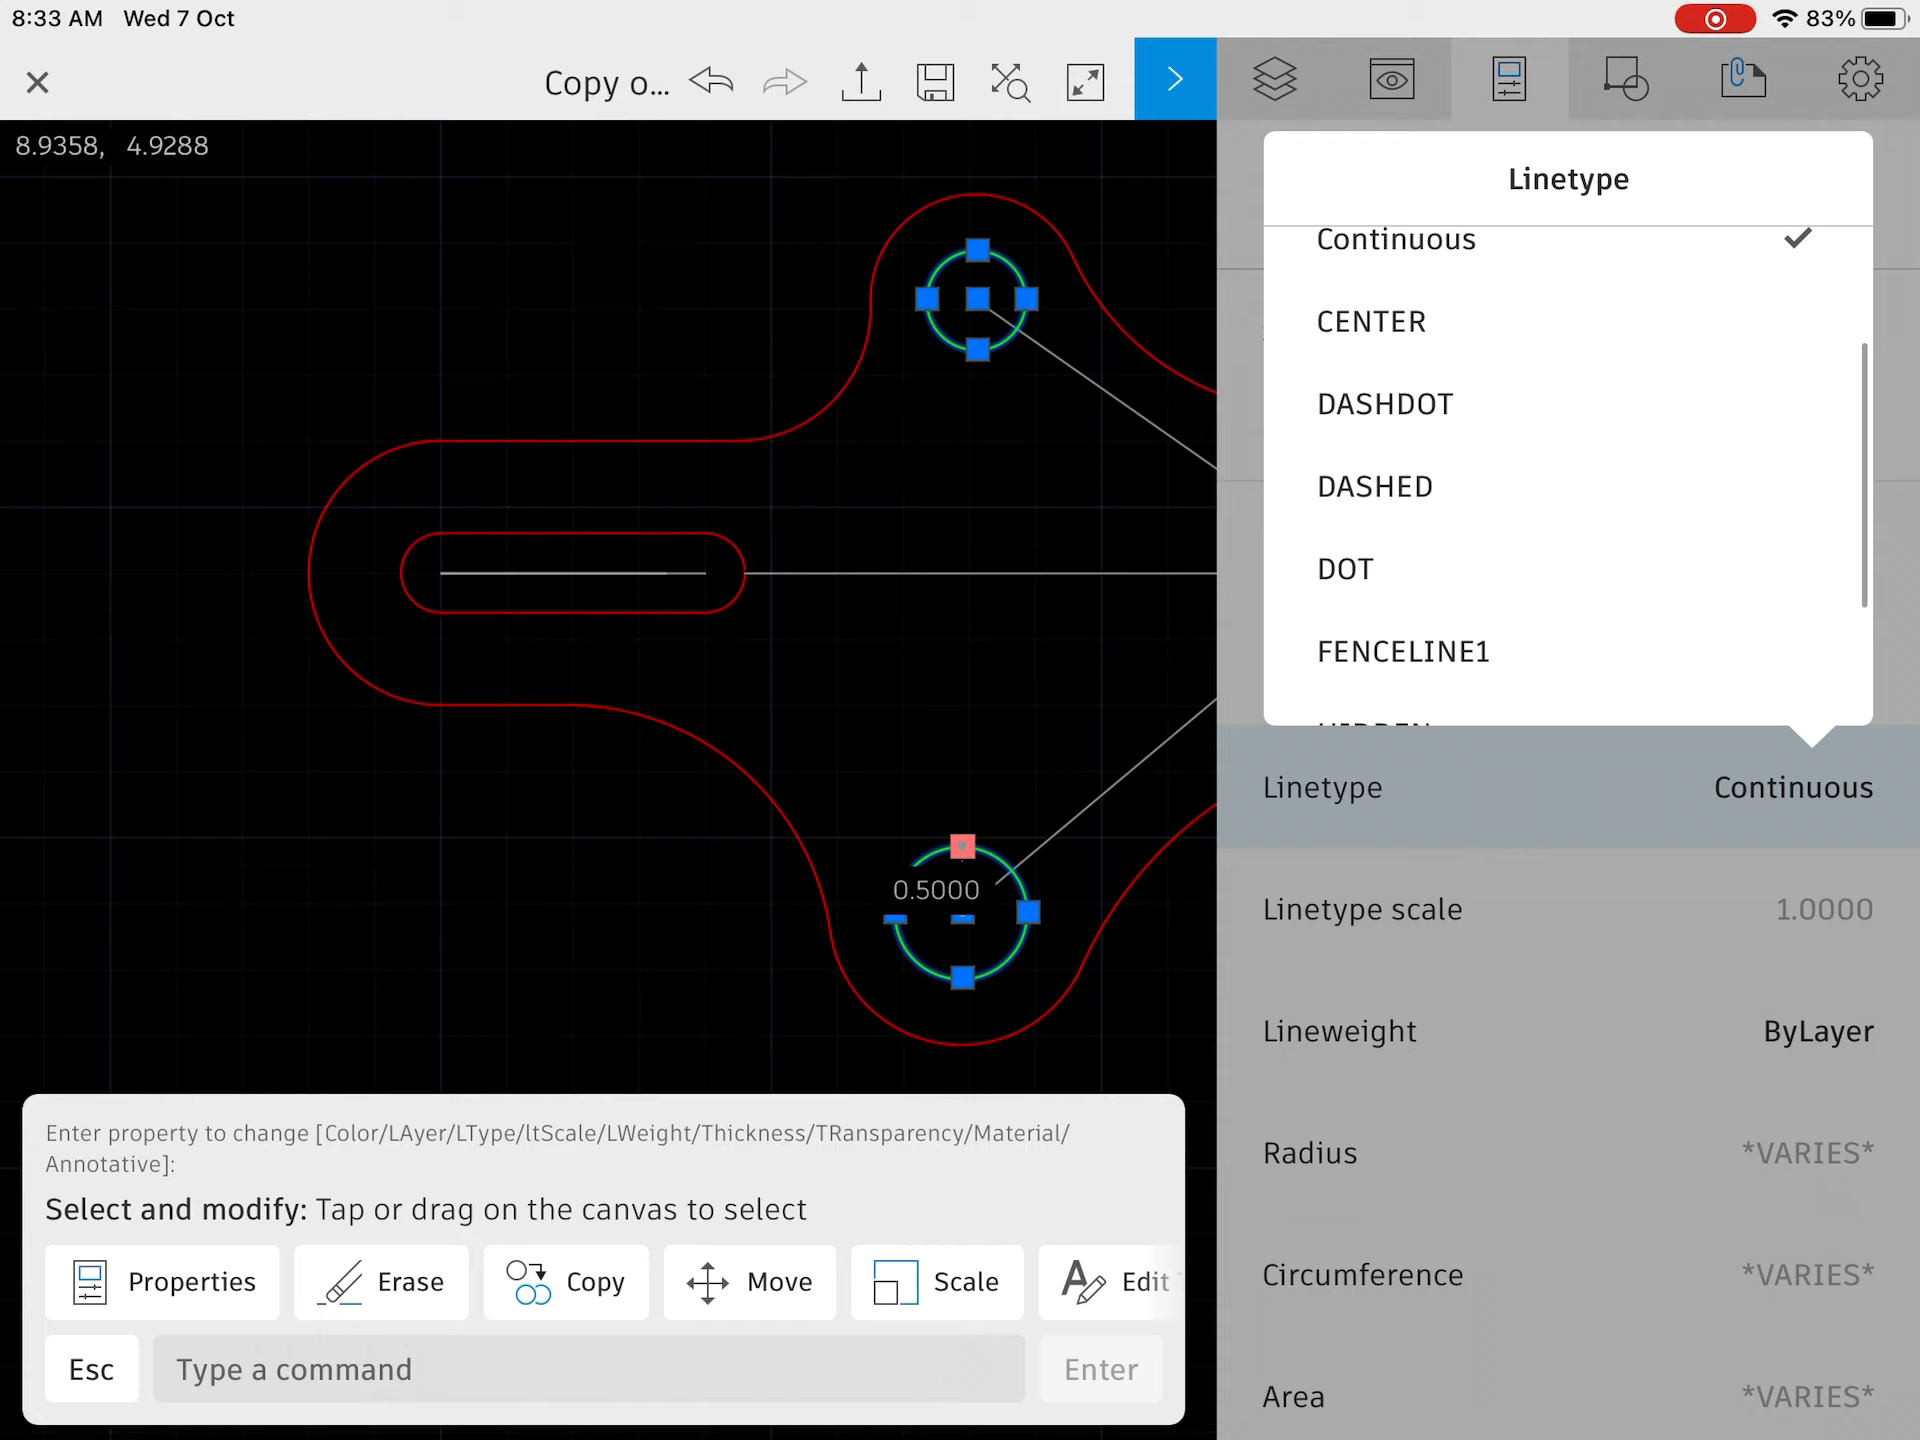 8:33 AM Wed 7 Oct
83%
Copy o...
8.9358, 4.9288
Linetype
Continuous
CENTER
DASHDOT
DASHED
DOT
FENCELINE1
Linetype Continuous
Linetype scale 1.0000
Lineweight ByLayer
Radius *VARIES*
Circumference *VARIES*
Area *VARIES*
0.5000
Enter property to change [Color/LAyer/LType/ltScale/LWeight/Thickness/TRansparency/Material/
Annotative]:
Select and modify: Tap or drag on the canvas to select
Properties Erase Copy Move Scale Edit
Esc Type a command Enter